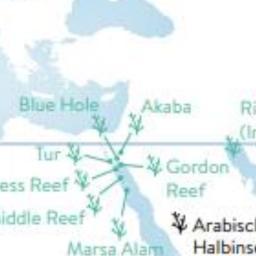 Blue Hole
Akaba
Tur
Gordon
Reef
ess Reef
iddle Reef
Marsa Alam
Ri
(In
Arabisch
Halbinse